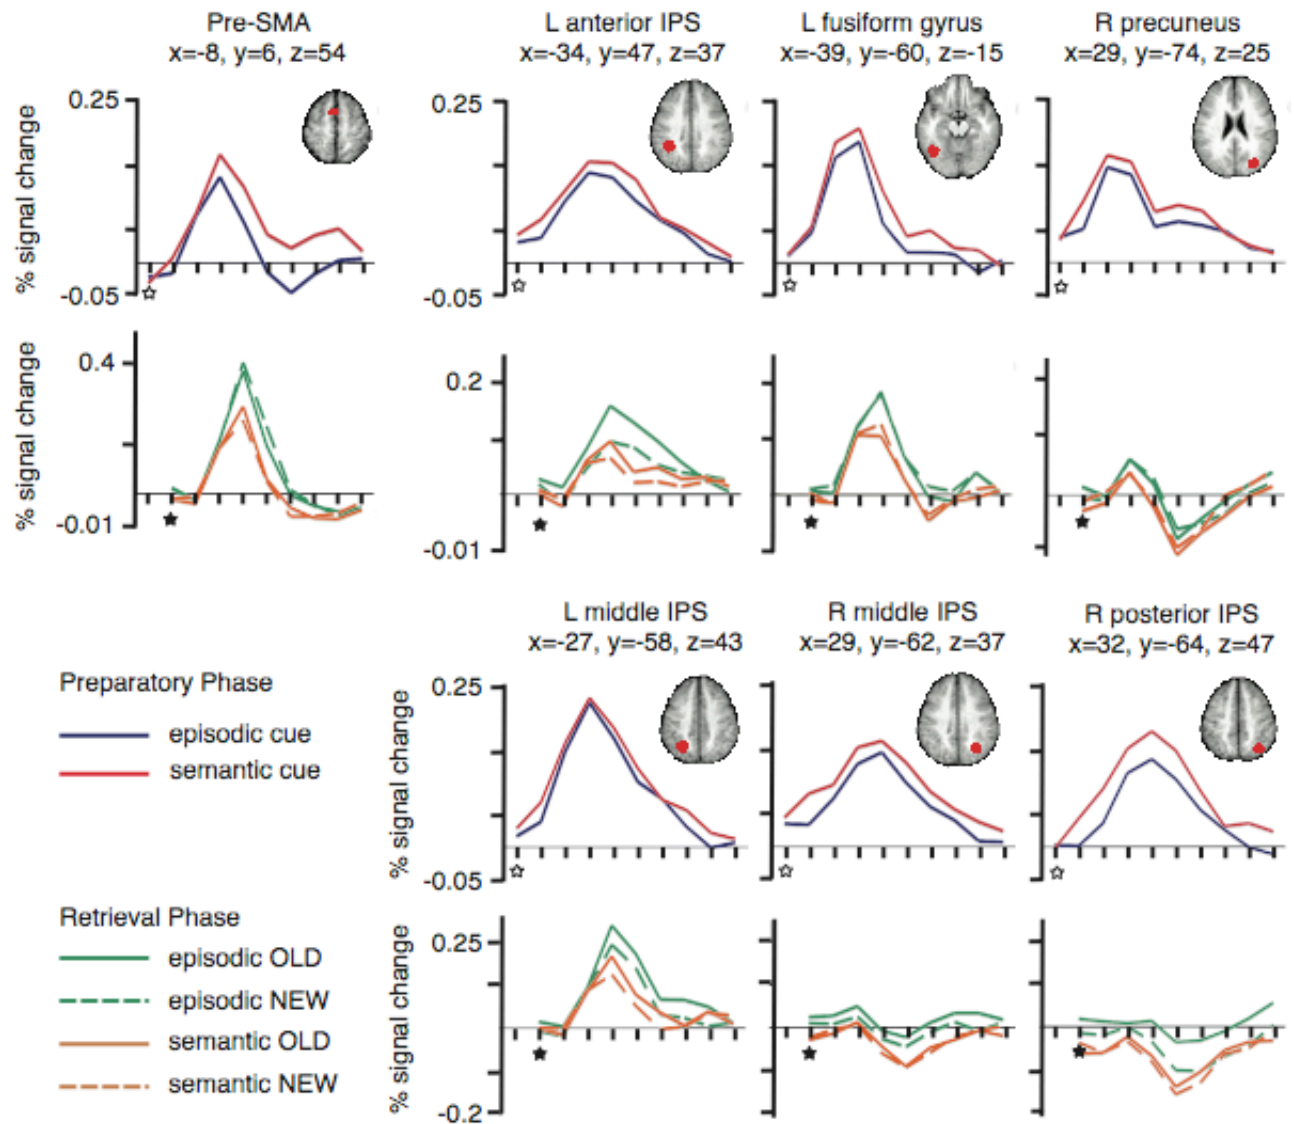 Pre-SMA
x=-8, y=6, z=54
L anterior IPS
x=-34, y=47, z=37
L fusiform gyrus
x=-39, y=-60, z=-15
R precuneus
x=29, y=-74, z=25
% signal change
0.25
-0.05
0.25
-0.05
% signal change
0.4
-0.01
0.2
-0.01
L middle IPS
x=-27, y=-58, z=43
R middle IPS
x=29, y=-62, z=37
R posterior IPS
x=32, y=-64, z=47
Preparatory Phase
episodic cue
semantic cue
% signal change
0.25
-0.05
Retrieval Phase
episodic OLD
episodic NEW
semantic OLD
semantic NEW
% signal change
0.25
-0.2